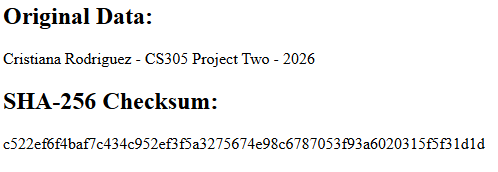 Original Data:
Cristiana Rodriguez - CS305 Project Two - 2026
SHA-256 Checksum:
c522ef6f4baf7c434c952ef3f5a3275674e98c6787053f93a6020315f5f31d1d